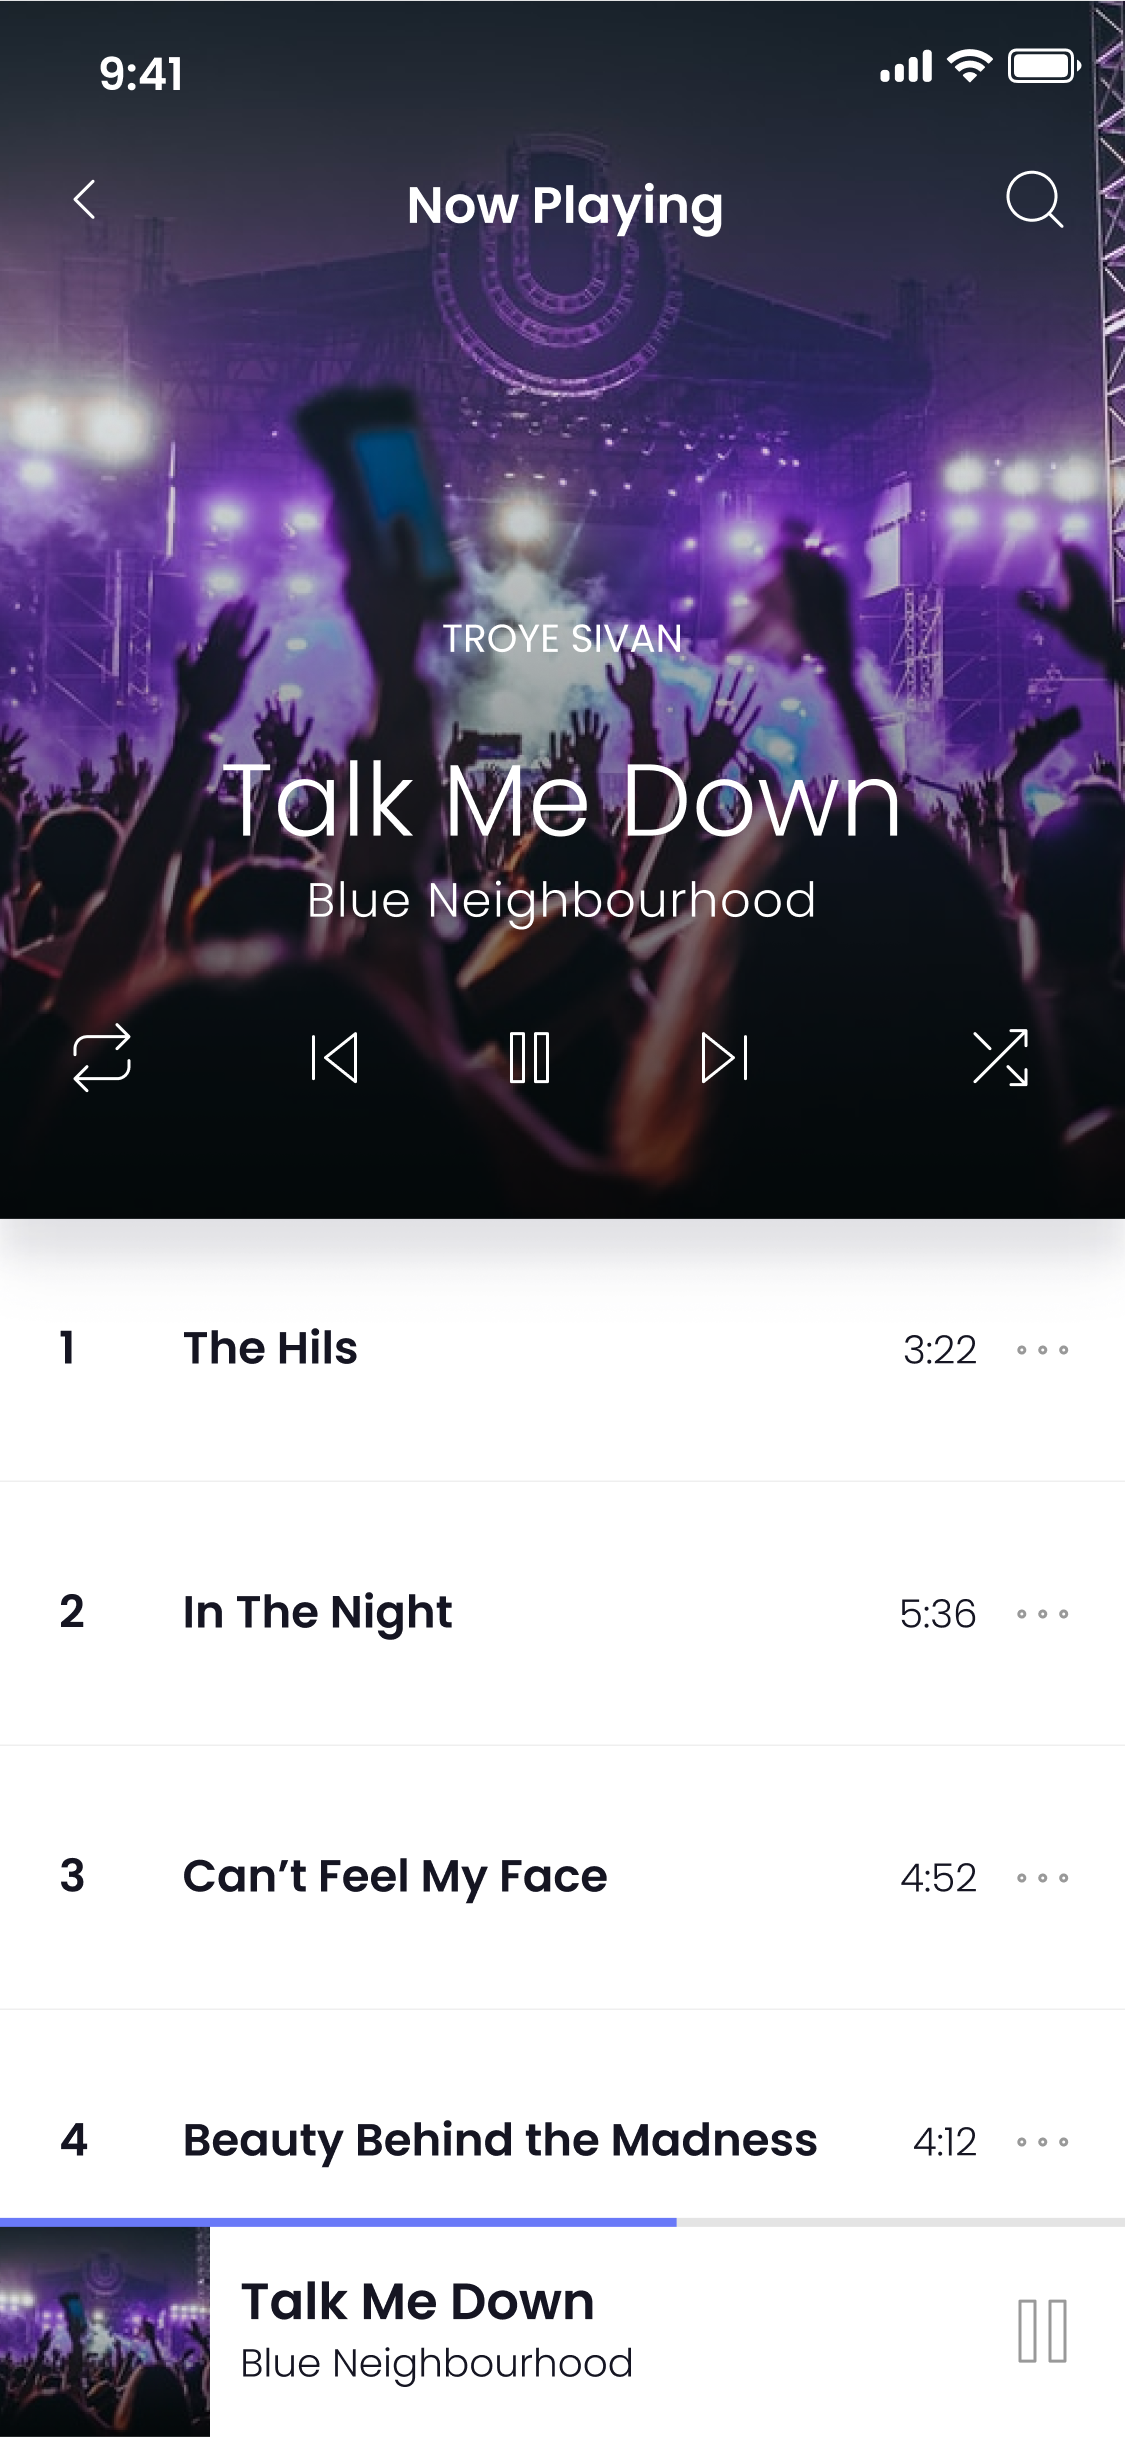 9:41
Now Playing
TROYE SIVAN
Talk Me Down
Blue Neighbourhood
1 The Hils 3:22
2 In The Night 5:36
3 Can’t Feel My Face 4:52
4 Beauty Behind the Madness 4:12
Talk Me Down
Blue Neighbourhood